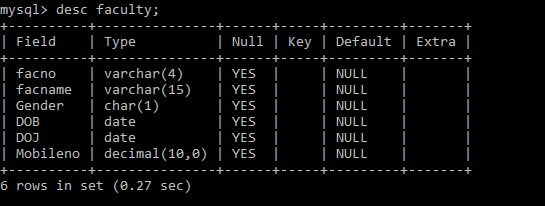 mysql> desc faculty;
+----------+---------------+------+-----+---------+-------+
| Field    | Type          | Null | Key | Default | Extra |
+----------+---------------+------+-----+---------+-------+
| facno    | varchar(4)    | YES  |     | NULL    |       |
| facname  | varchar(15)   | YES  |     | NULL    |       |
| Gender   | char(1)       | YES  |     | NULL    |       |
| DOB      | date          | YES  |     | NULL    |       |
| DOJ      | date          | YES  |     | NULL    |       |
| Mobileno | decimal(10,0) | YES  |     | NULL    |       |
+----------+---------------+------+-----+---------+-------+
6 rows in set (0.27 sec)